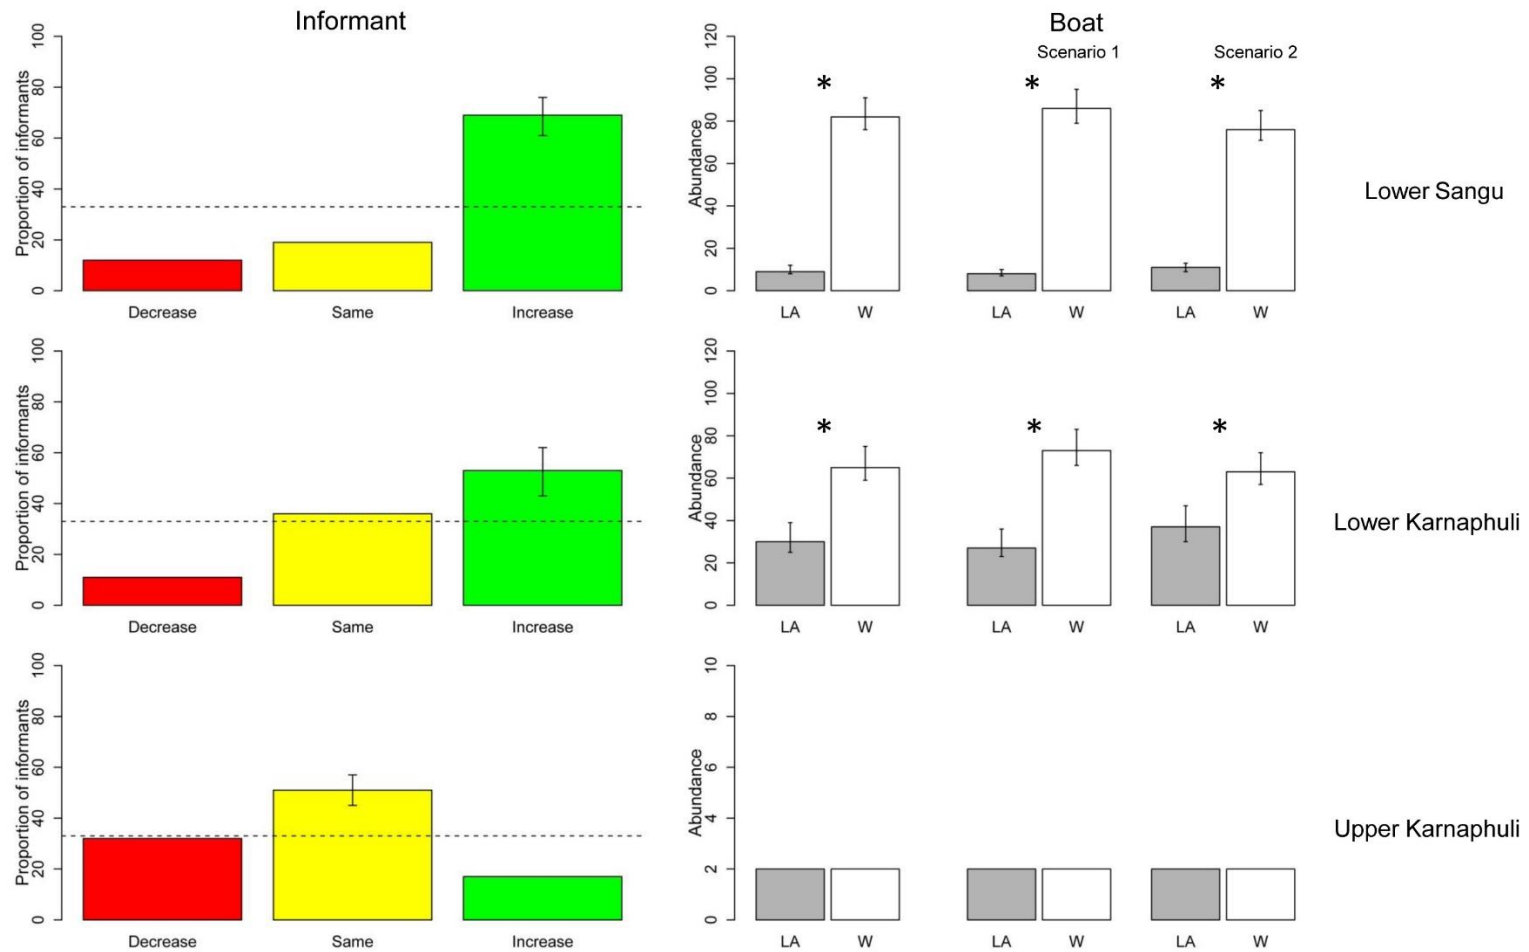 Informant
Boat
Scenario 1
Scenario 2
Proportion of informants
0 20 40 60 80 100
Decrease Same Increase
Abundance
0 20 40 60 80 100 120
* * *
LA W LA W LA W
Lower Sangu
Proportion of informants
0 20 40 60 80 100
Decrease Same Increase
Abundance
0 20 40 60 80 100 120
* * *
LA W LA W LA W
Lower Karnaphuli
Proportion of informants
0 20 40 60 80 100
Decrease Same Increase
Abundance
0 2 4 6 8 10
LA W LA W LA W
Upper Karnaphuli